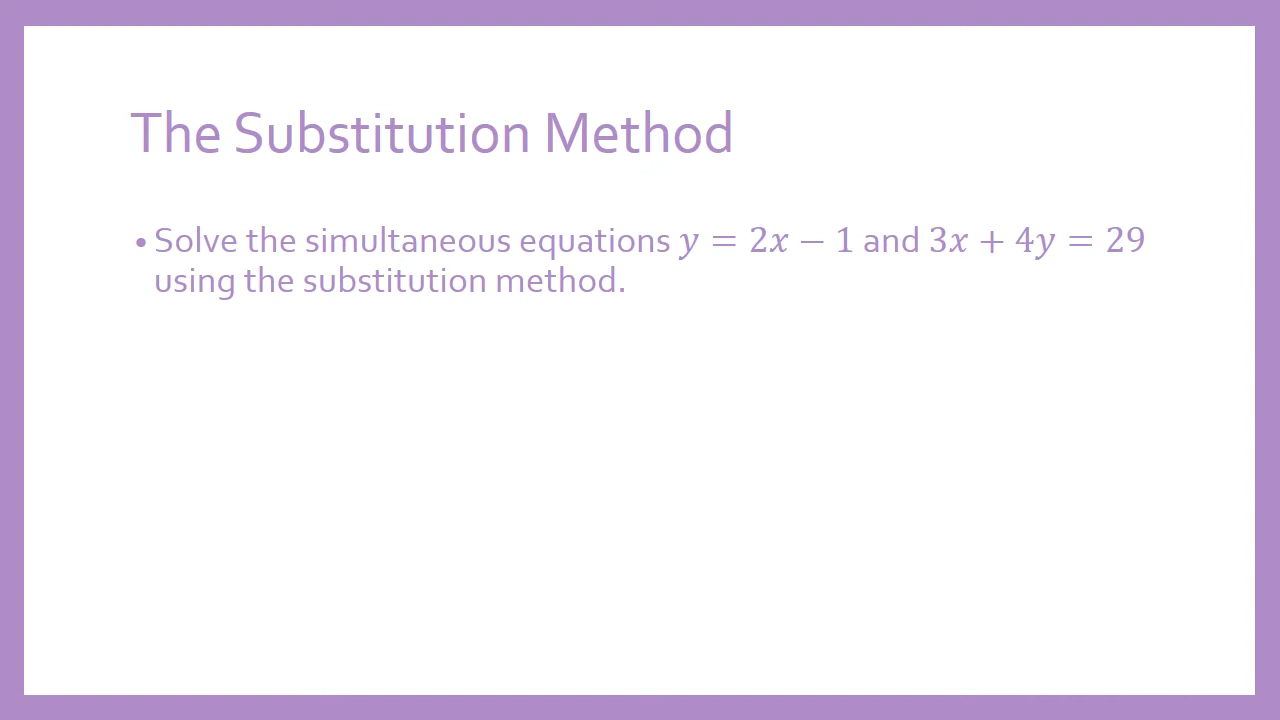 The Substitution Method
• Solve the simultaneous equations 𝑦 = 2𝑥 − 1 and 3𝑥 + 4𝑦 = 29
using the substitution method.